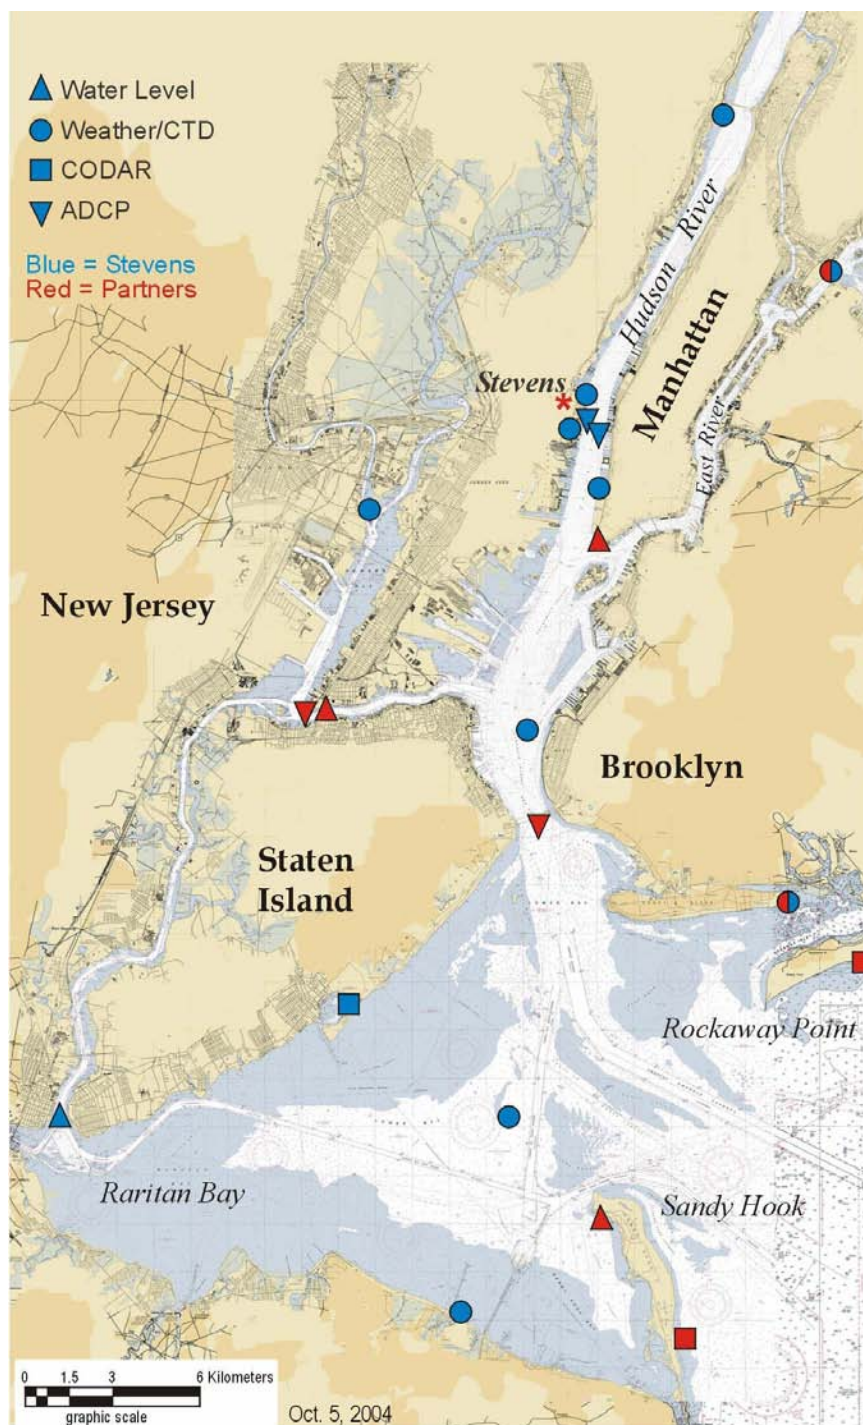 Water Level
Weather/CTD
CODAR
ADCP
Blue = Stevens
Red = Partners
Hudson River
Manhattan
Stevens
*
East River
New Jersey
Brooklyn
Staten
Island
Rockaway Point
Raritan Bay
Sandy Hook
0 1.5 3 6 Kilometers
graphic scale
Oct. 5, 2004